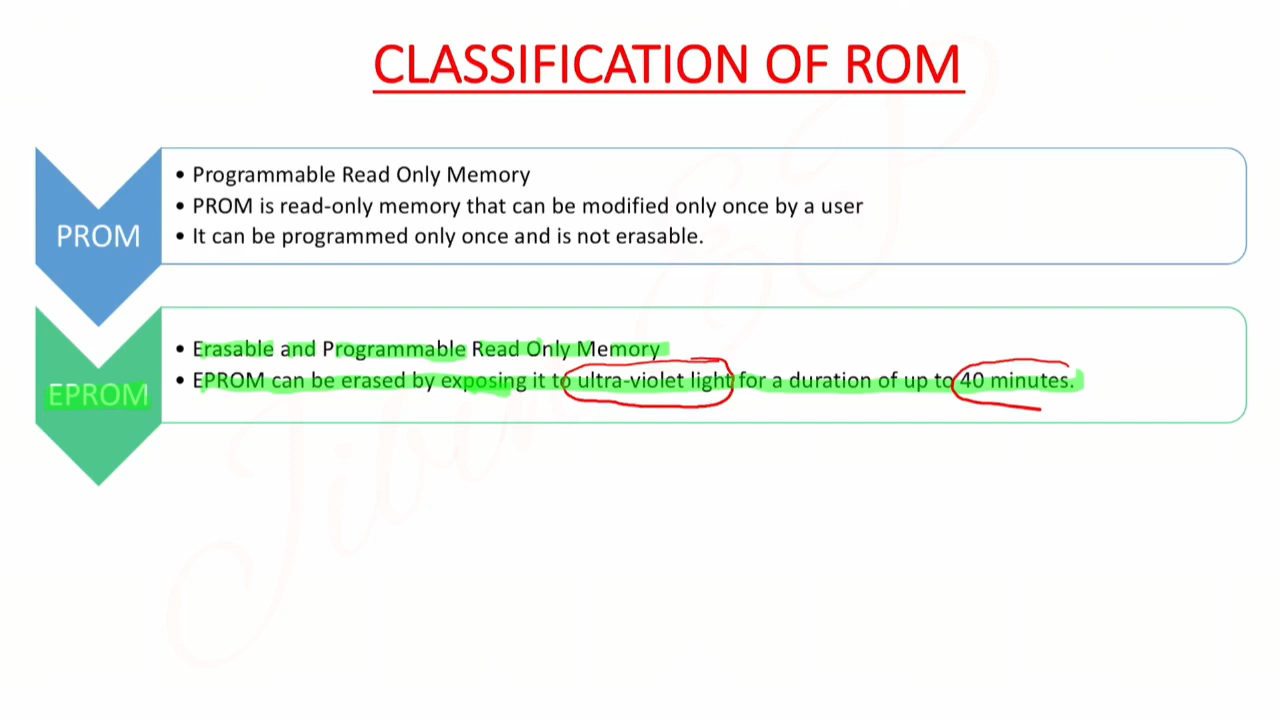 CLASSIFICATION OF ROM
PROM
• Programmable Read Only Memory
• PROM is read-only memory that can be modified only once by a user
• It can be programmed only once and is not erasable.
EPROM
• Erasable and Programmable Read Only Memory
• EPROM can be erased by exposing it to ultra-violet light for a duration of up to 40 minutes.